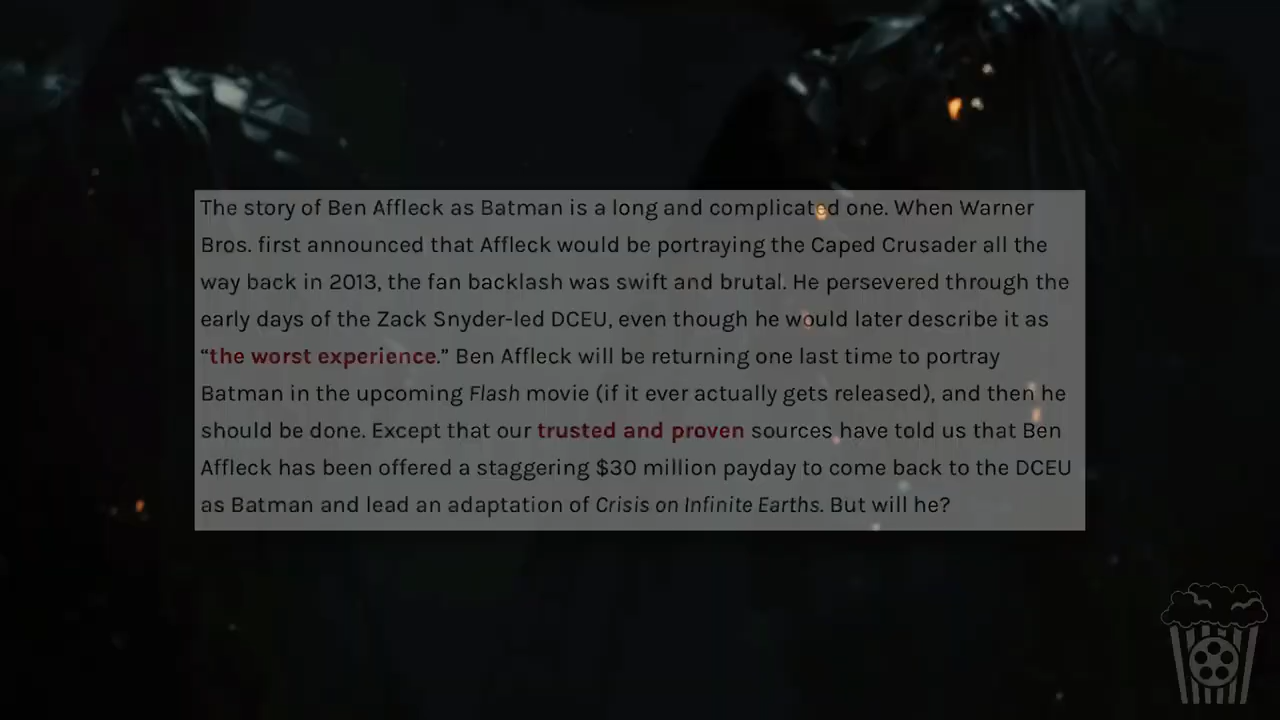 The story of Ben Affleck as Batman is a long and complicated one. When Warner
Bros. first announced that Affleck would be portraying the Caped Crusader all the
way back in 2013, the fan backlash was swift and brutal. He persevered through the
early days of the Zack Snyder-led DCEU, even though he would later describe it as
“the worst experience.” Ben Affleck will be returning one last time to portray
Batman in the upcoming Flash movie (if it ever actually gets released), and then he
should be done. Except that our trusted and proven sources have told us that Ben
Affleck has been offered a staggering $30 million payday to come back to the DCEU
as Batman and lead an adaptation of Crisis on Infinite Earths. But will he?